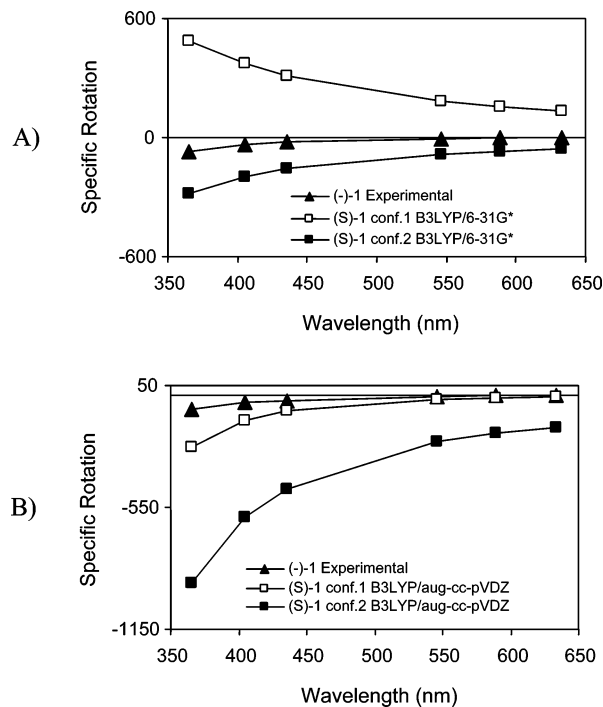 A)
Specific Rotation
600
0
-600
(-)-1 Experimental
(S)-1 conf.1 B3LYP/6-31G*
(S)-1 conf.2 B3LYP/6-31G*
350 400 450 500 550 600 650
Wavelength (nm)
B)
Specific Rotation
50
-550
-1150
(-)-1 Experimental
(S)-1 conf.1 B3LYP/aug-cc-pVDZ
(S)-1 conf.2 B3LYP/aug-cc-pVDZ
350 400 450 500 550 600 650
Wavelength (nm)